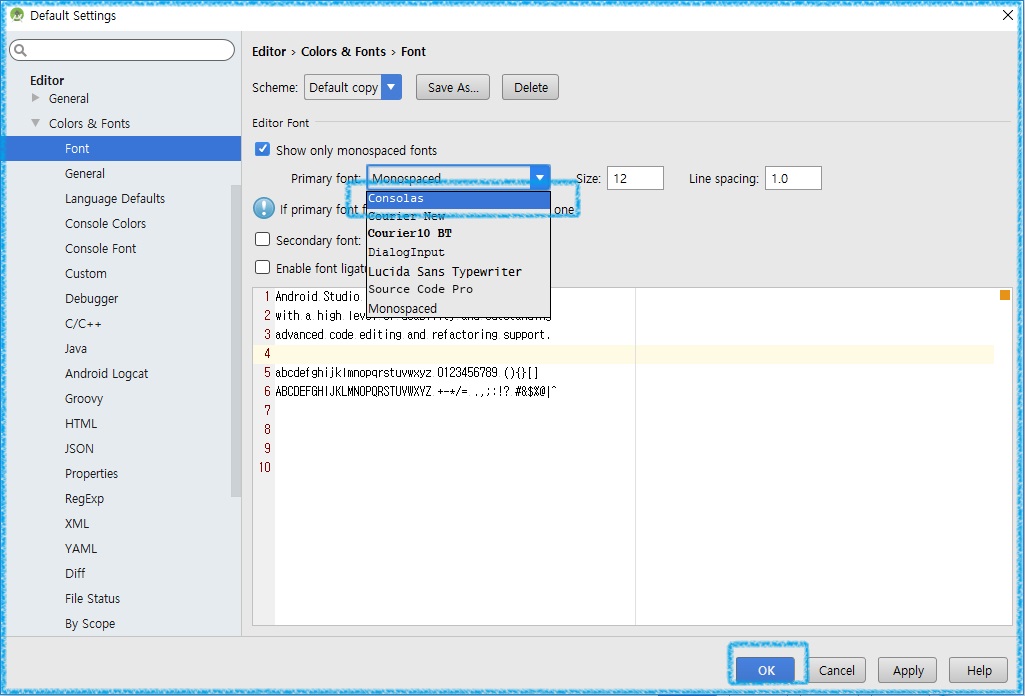 Default Settings
Editor
General
Colors & Fonts
Font
General
Language Defaults
Console Colors
Console Font
Custom
Debugger
C/C++
Java
Android Logcat
Groovy
HTML
JSON
Properties
RegExp
XML
YAML
Diff
File Status
By Scope
Editor › Colors & Fonts › Font
Scheme: Default copy Save As... Delete
Editor Font
Show only monospaced fonts
Primary font: Monospaced Size: 12 Line spacing: 1.0
Consolas
If primary font one
Courier New
Secondary font: Courier10 BT
DialogInput
Enable font Lucida Sans Typewriter
Source Code Pro
Monospaced
1 Android Studio
2 with a high
3 advanced code editing and refactoring support.
4
5 abcdefghijklmnopqrstuvwxyz 0123456789 (){}[]
6 ABCDEFGHIJKLMNOPQRSTUVWXYZ +-*/= .,;:!? #&$%@|^
7
8
9
10
OK Cancel Apply Help